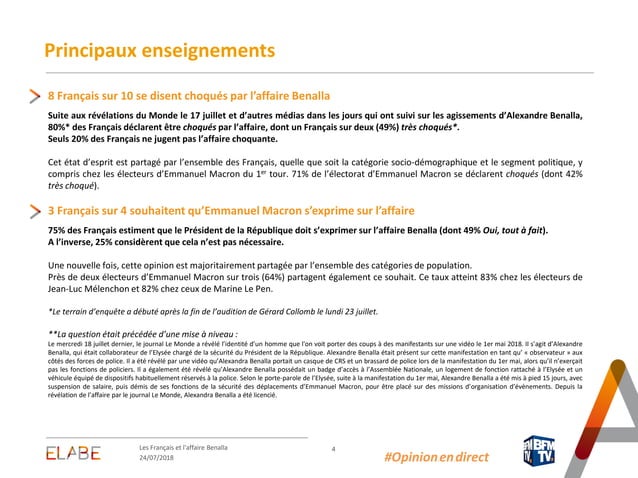 Principaux enseignements
8 Français sur 10 se disent choqués par l’affaire Benalla
Suite aux révélations du Monde le 17 juillet et d’autres médias dans les jours qui ont suivi sur les agissements d’Alexandre Benalla,
80%* des Français déclarent être choqués par l’affaire, dont un Français sur deux (49%) très choqués*.
Seuls 20% des Français ne jugent pas l’affaire choquante.
Cet état d’esprit est partagé par l’ensemble des Français, quelle que soit la catégorie socio-démographique et le segment politique, y
compris chez les électeurs d’Emmanuel Macron du 1er tour. 71% de l’électorat d’Emmanuel Macron se déclarent choqués (dont 42%
très choqué).
3 Français sur 4 souhaitent qu’Emmanuel Macron s’exprime sur l’affaire
75% des Français estiment que le Président de la République doit s’exprimer sur l’affaire Benalla (dont 49% Oui, tout à fait).
A l’inverse, 25% considèrent que cela n’est pas nécessaire.
Une nouvelle fois, cette opinion est majoritairement partagée par l’ensemble des catégories de population.
Près de deux électeurs d’Emmanuel Macron sur trois (64%) partagent également ce souhait. Ce taux atteint 83% chez les électeurs de
Jean-Luc Mélenchon et 82% chez ceux de Marine Le Pen.
*Le terrain d’enquête a débuté après la fin de l’audition de Gérard Collomb le lundi 23 juillet.
**La question était précédée d’une mise à niveau :
Le mercredi 18 juillet dernier, le journal Le Monde a révélé l’identité d’un homme que l’on voit porter des coups à des manifestants sur une vidéo le 1er mai 2018. Il s’agit d’Alexandre
Benalla, qui était collaborateur de l’Elysée chargé de la sécurité du Président de la République. Alexandre Benalla était présent sur cette manifestation en tant qu’ « observateur » aux
côtés des forces de police. Il a été révélé par une vidéo qu’Alexandra Benalla portait un casque de CRS et un brassard de police lors de la manifestation du 1er mai, alors qu’il n’exerçait
pas les fonctions de policiers. Il a également été révélé qu’Alexandre Benalla possédait un badge d’accès à l’Assemblée Nationale, un logement de fonction rattaché à l’Elysée et un
véhicule équipé de dispositifs habituellement réservés à la police. Selon le porte-parole de l’Elysée, suite à la manifestation du 1er mai, Alexandre Benalla a été mis à pied 15 jours, avec
suspension de salaire, puis démis de ses fonctions de la sécurité des déplacements d’Emmanuel Macron, pour être placé sur des missions d’organisation d’événements. Depuis la
révélation de l’affaire par le journal Le Monde, Alexandra Benalla a été licencié.
ELABE
Les Français et l’affaire Benalla
24/07/2018
4
#Opinionendirect
BFM
TV.